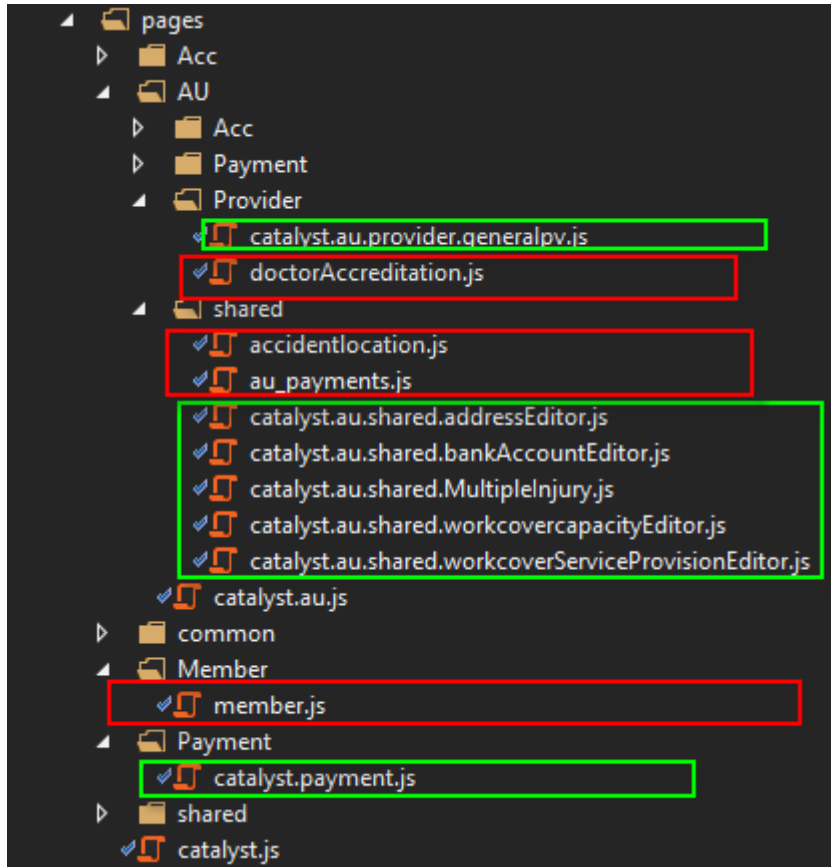 pages
Acc
AU
Acc
Payment
Provider
catalyst.au.provider.generalpv.js
doctorAccreditation.js
shared
accidentlocation.js
au_payments.js
catalyst.au.shared.addressEditor.js
catalyst.au.shared.bankAccountEditor.js
catalyst.au.shared.MultipleInjury.js
catalyst.au.shared.workcovercapacityEditor.js
catalyst.au.shared.workcoverServiceProvisionEditor.js
catalyst.au.js
common
Member
member.js
Payment
catalyst.payment.js
shared
catalyst.js